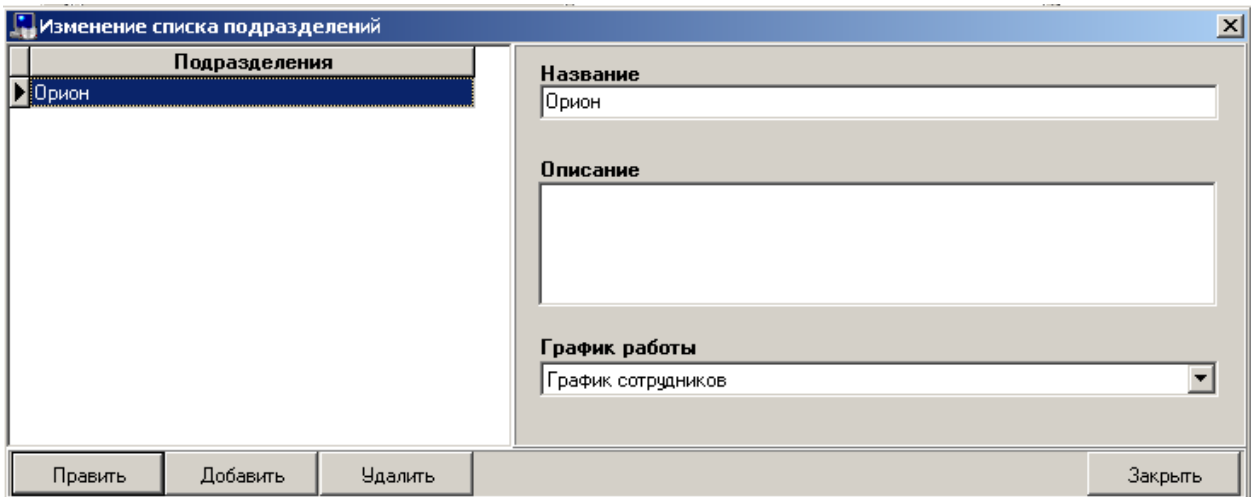 Изменение списка подразделений
Подразделения
Орион
Название
Орион
Описание
График работы
График сотрудников
Править
Добавить
Удалить
Закрыть